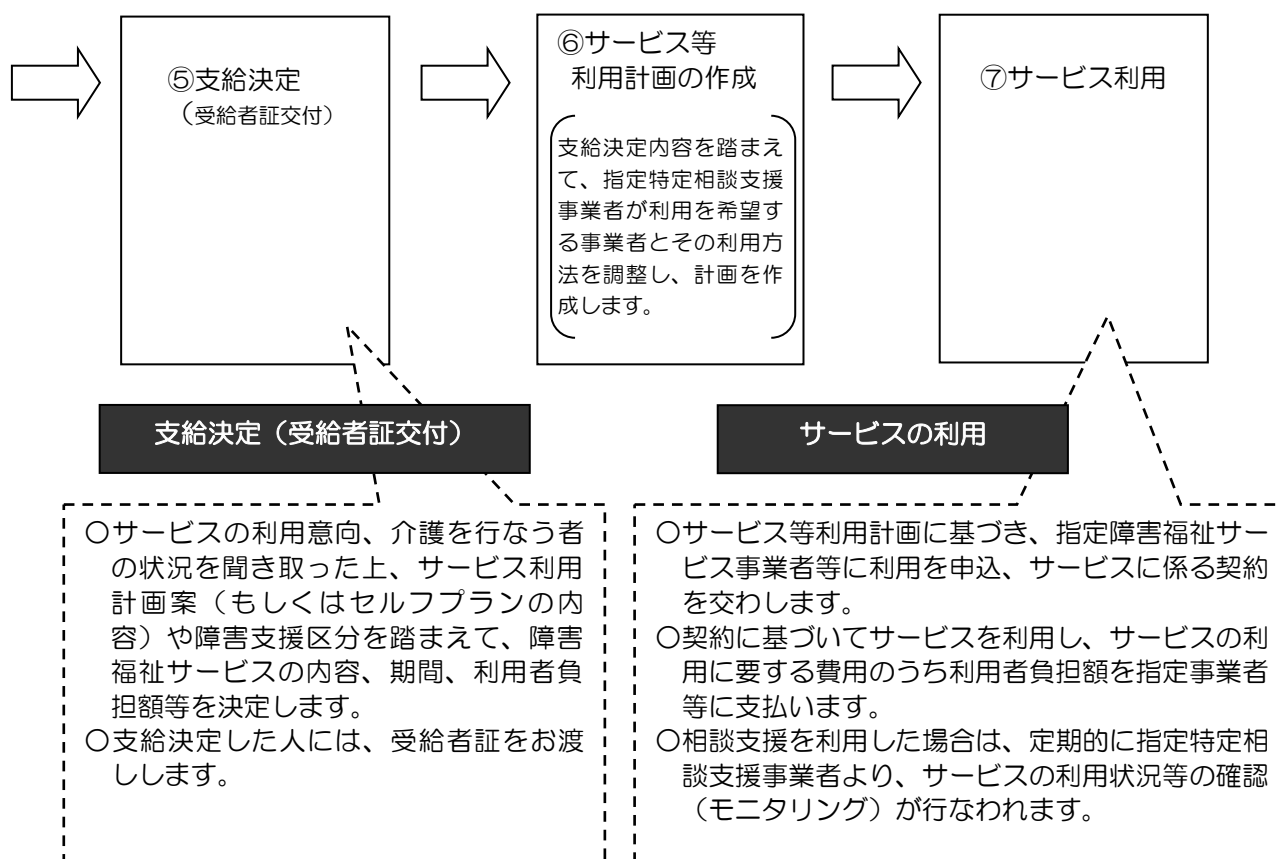 ⑤支給決定
（受給者証交付）
⑥サービス等
利用計画の作成
支給決定内容を踏まえ
て、指定特定相談支援
事業者が利用を希望す
る事業者とその利用方
法を調整し、計画を作
成します。
⑦サービス利用
支給決定（受給者証交付）
○サービスの利用意向、介護を行なう者
の状況を聞き取った上、サービス利用
計画案（もしくはセルフプランの内
容）や障害支援区分を踏まえて、障害
福祉サービスの内容、期間、利用者負
担額等を決定します。
○支給決定した人には、受給者証をお渡
しします。
サービスの利用
○サービス等利用計画に基づき、指定障害福祉サー
ビス事業者等に利用を申込、サービスに係る契約
を交わします。
○契約に基づいてサービスを利用し、サービスの利
用に要する費用のうち利用者負担額を指定事業者
等に支払います。
○相談支援を利用した場合は、定期的に指定特定相
談支援事業者より、サービスの利用状況等の確認
（モニタリング）が行なわれます。